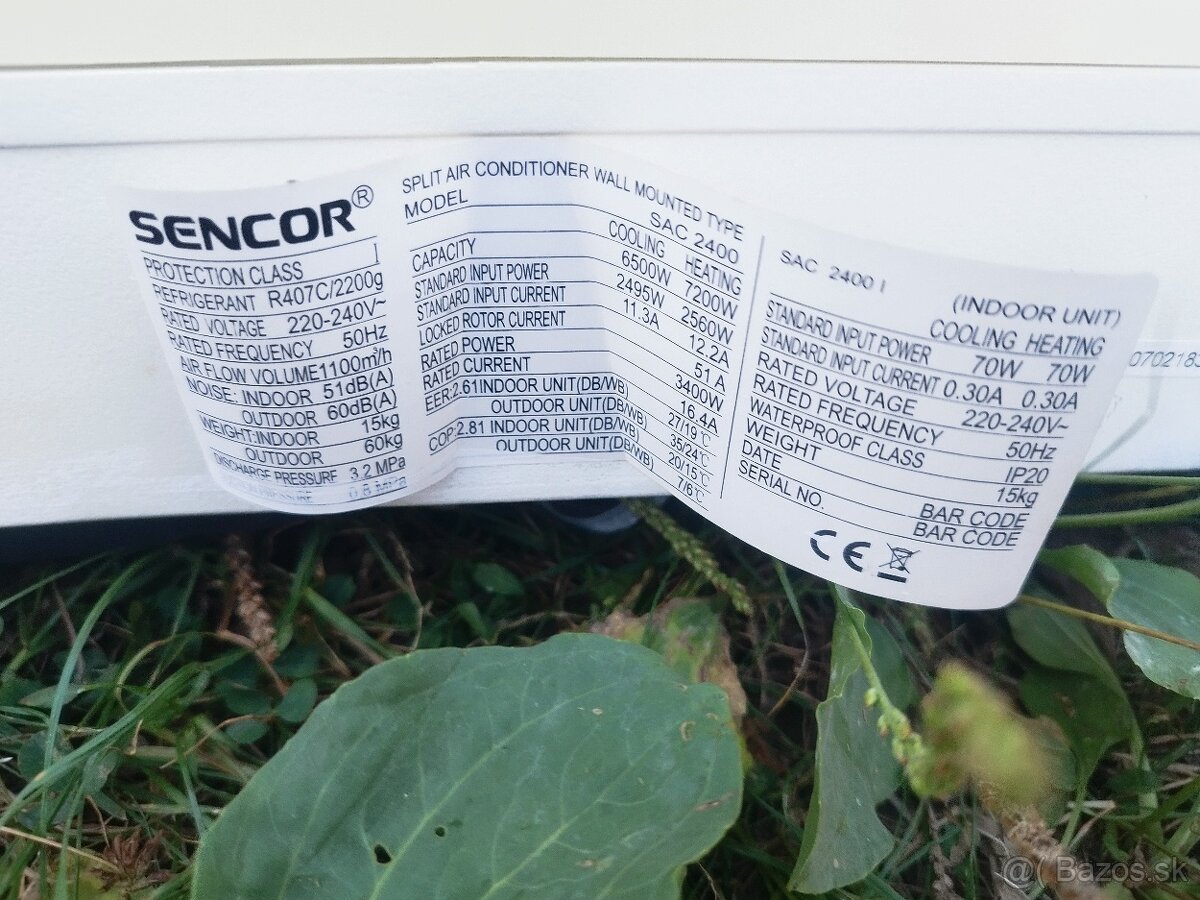 SENCOR®
PROTECTION CLASS I
REFRIGERANT R407C/2200g
RATED VOLTAGE 220-240V~
RATED FREQUENCY 50Hz
AIR FLOW VOLUME 1100m³/h
NOISE: INDOOR 51dB(A)
OUTDOOR 60dB(A)
WEIGHT:INDOOR 15kg
OUTDOOR 60kg
DISCHARGE PRESSURE 3.2 MPa
PRESSURE 0.6 MPa
SPLIT AIR CONDITIONER WALL MOUNTED TYPE
MODEL SAC 2400
COOLING HEATING
CAPACITY 6500W 7200W
STANDARD INPUT POWER 2495W 2560W
STANDARD INPUT CURRENT 11.3A 12.2A
LOCKED ROTOR CURRENT 51 A
RATED POWER 3400W
RATED CURRENT 16.4A
EER:2.61 INDOOR UNIT(DB/WB) 27/19℃
OUTDOOR UNIT(DB/WB) 35/24℃
COP:2.81 INDOOR UNIT(DB/WB) 20/15℃
OUTDOOR UNIT(DB/WB) 7/6℃
SAC 2400 I
(INDOOR UNIT)
COOLING HEATING
STANDARD INPUT POWER 70W 70W
STANDARD INPUT CURRENT 0.30A 0.30A
RATED VOLTAGE 220-240V~
RATED FREQUENCY 50Hz
WATERPROOF CLASS IP20
WEIGHT 15kg
DATE BAR CODE
SERIAL NO. BAR CODE
CE
070218
@ Bazos.sk